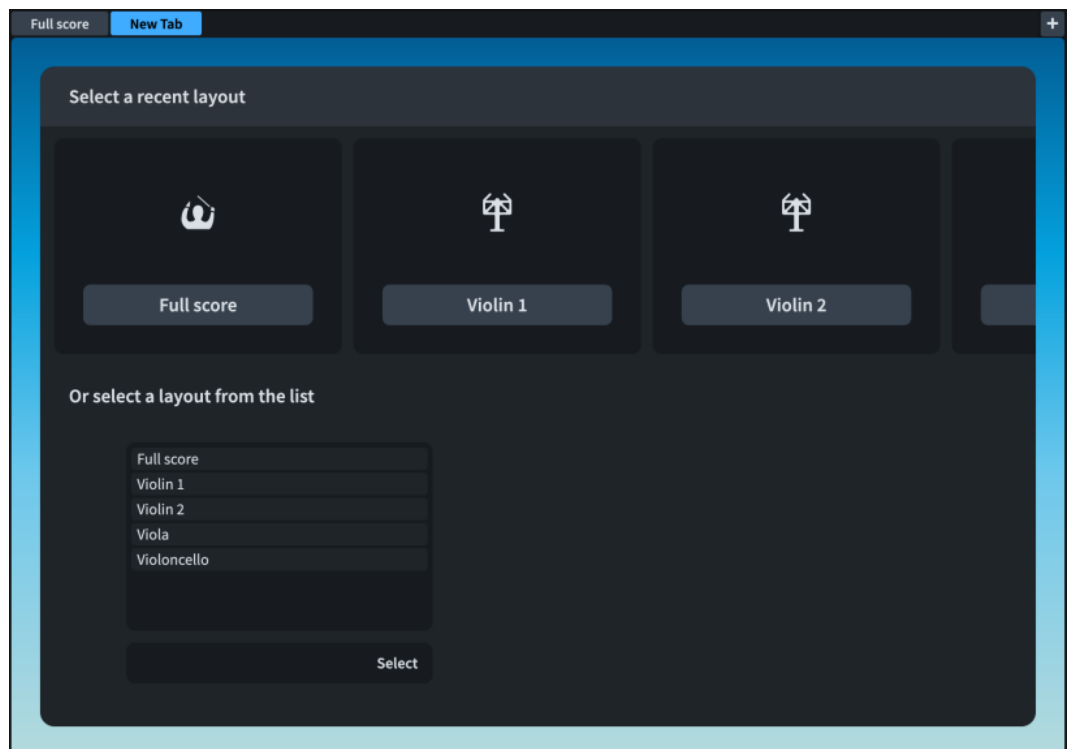 Full score New Tab +
Select a recent layout
Full score Violin 1 Violin 2
Or select a layout from the list
Full score
Violin 1
Violin 2
Viola
Violoncello
Select